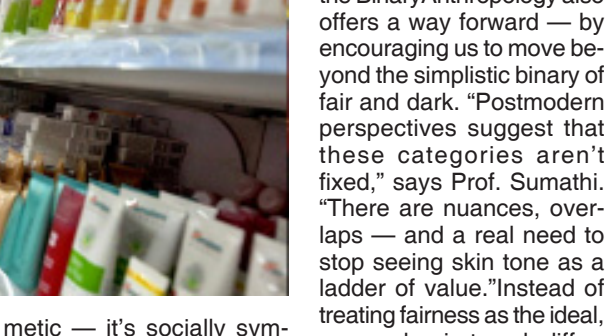 metic — it's socially sym-
the Binary Anthropology also
offers a way forward — by
encouraging us to move be-
yond the simplistic binary of
fair and dark. “Postmodern
perspectives suggest that
these categories aren't
fixed,” says Prof. Sumathi.
“There are nuances, over-
laps — and a real need to
stop seeing skin tone as a
ladder of value.”Instead of
treating fairness as the ideal,